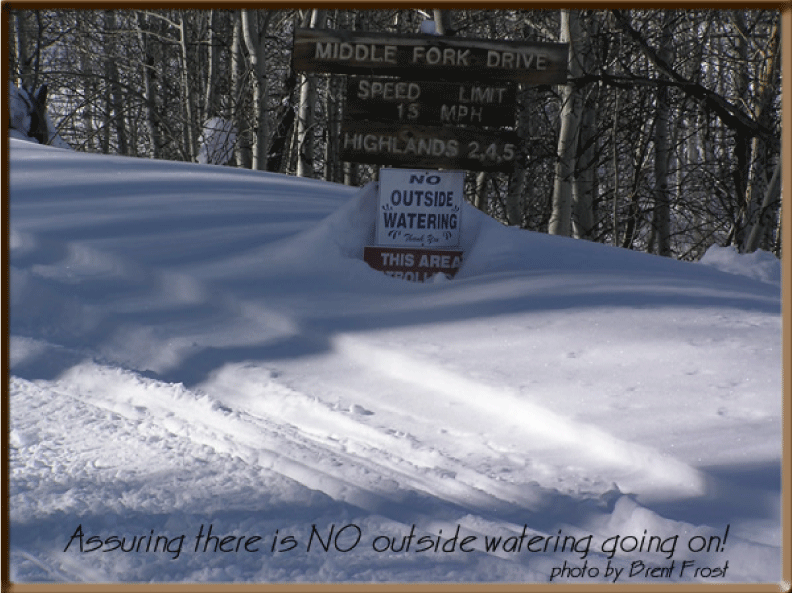 MIDDLE FORK DRIVE
SPEED LIMIT
15 MPH
HIGHLANDS 2,4,5
NO
OUTSIDE
WATERING
Thank You
THIS AREA
Assuring there is NO outside watering going on!
photo by Brent Frost